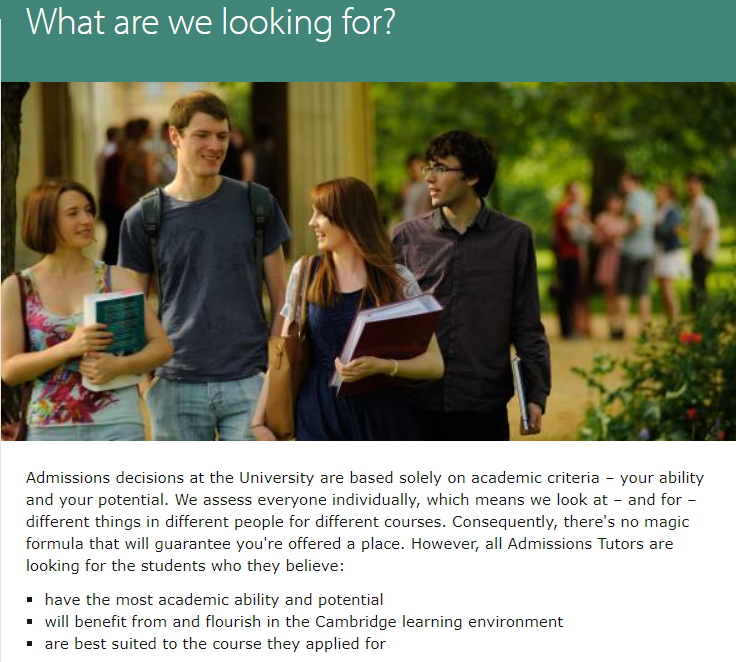 What are we looking for?
Admissions decisions at the University are based solely on academic criteria – your ability
and your potential. We assess everyone individually, which means we look at – and for –
different things in different people for different courses. Consequently, there's no magic
formula that will guarantee you're offered a place. However, all Admissions Tutors are
looking for the students who they believe:
▪ have the most academic ability and potential
▪ will benefit from and flourish in the Cambridge learning environment
▪ are best suited to the course they applied for